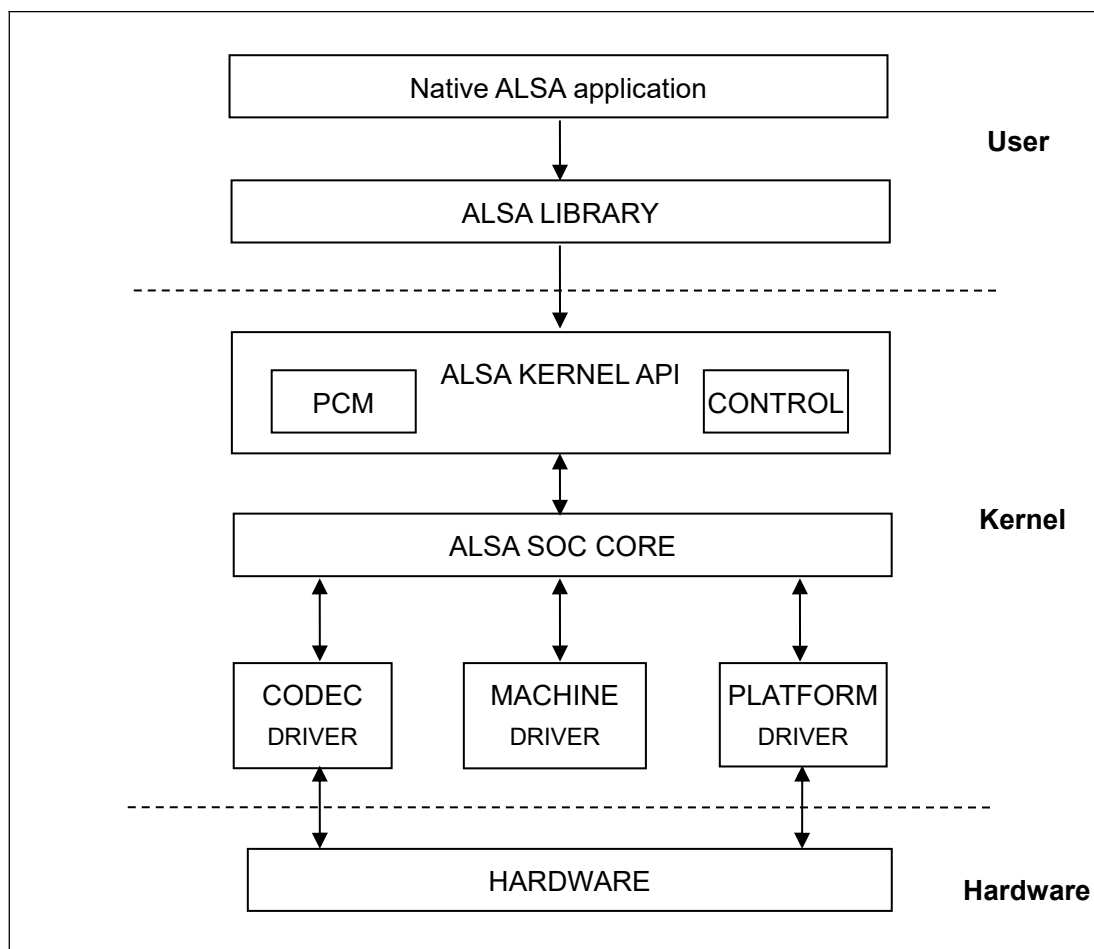 Native ALSA application
User
ALSA LIBRARY
ALSA KERNEL API
PCM
CONTROL
Kernel
ALSA SOC CORE
CODEC
DRIVER
MACHINE
DRIVER
PLATFORM
DRIVER
HARDWARE
Hardware